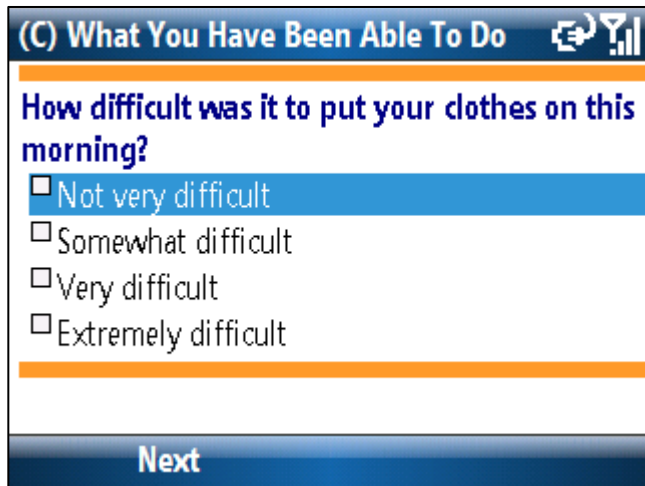 (C) What You Have Been Able To Do
How difficult was it to put your clothes on this
morning?
Not very difficult
Somewhat difficult
Very difficult
Extremely difficult
Next